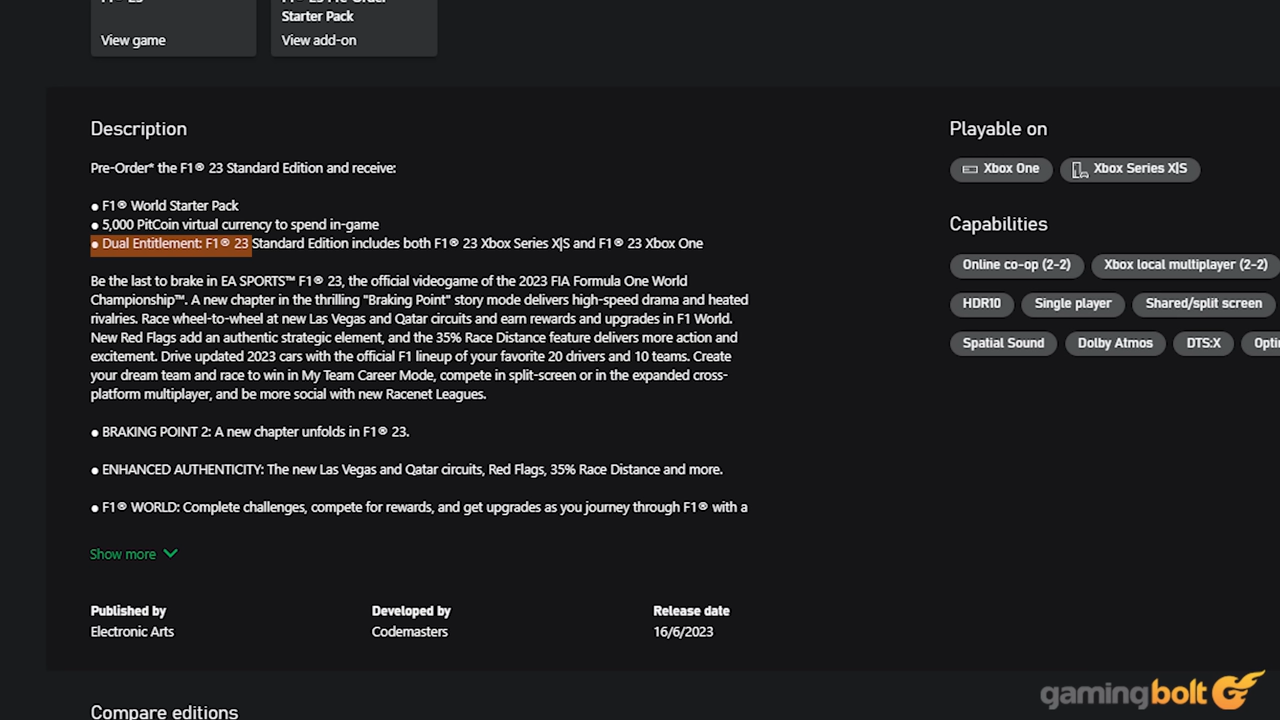 Starter Pack
View game
View add-on
Description
Pre-Order* the F1® 23 Standard Edition and receive:
● F1® World Starter Pack
● 5,000 PitCoin virtual currency to spend in-game
● Dual Entitlement: F1® 23 Standard Edition includes both F1® 23 Xbox Series X|S and F1® 23 Xbox One
Be the last to brake in EA SPORTS™ F1® 23, the official videogame of the 2023 FIA Formula One World
Championship™. A new chapter in the thrilling "Braking Point" story mode delivers high-speed drama and heated
rivalries. Race wheel-to-wheel at new Las Vegas and Qatar circuits and earn rewards and upgrades in F1 World.
New Red Flags add an authentic strategic element, and the 35% Race Distance feature delivers more action and
excitement. Drive updated 2023 cars with the official F1 lineup of your favorite 20 drivers and 10 teams. Create
your dream team and race to win in My Team Career Mode, compete in split-screen or in the expanded cross-
platform multiplayer, and be more social with new Racenet Leagues.
● BRAKING POINT 2: A new chapter unfolds in F1® 23.
● ENHANCED AUTHENTICITY: The new Las Vegas and Qatar circuits, Red Flags, 35% Race Distance and more.
● F1® WORLD: Complete challenges, compete for rewards, and get upgrades as you journey through F1® with a
Show more
Published by
Electronic Arts
Developed by
Codemasters
Release date
16/6/2023
Playable on
Xbox One
Xbox Series X|S
Capabilities
Online co-op (2-2)
Xbox local multiplayer (2-2)
HDR10
Single player
Shared/split screen
Spatial Sound
Dolby Atmos
DTS:X
Opti
Compare editions
gamingbolt